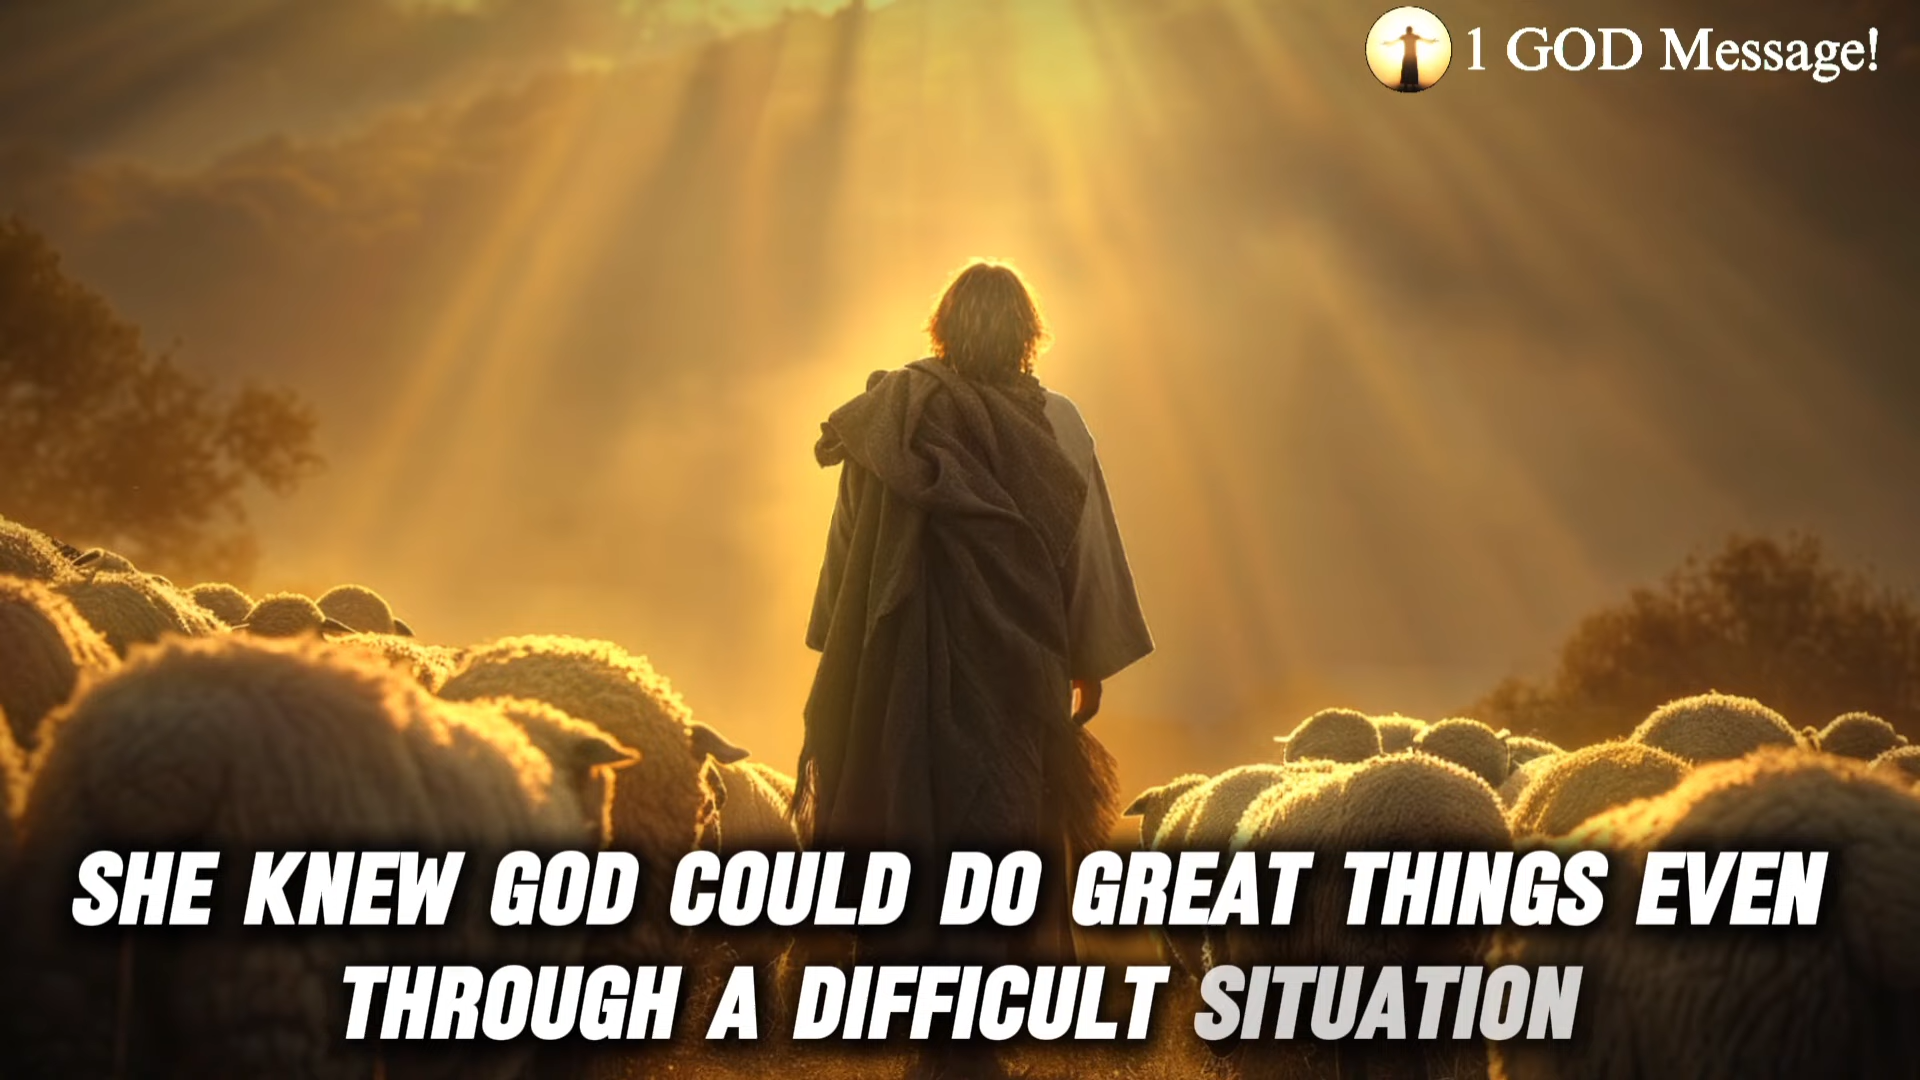 1 GOD Message!
SHE KNEW GOD COULD DO GREAT THINGS EVEN
THROUGH A DIFFICULT SITUATION